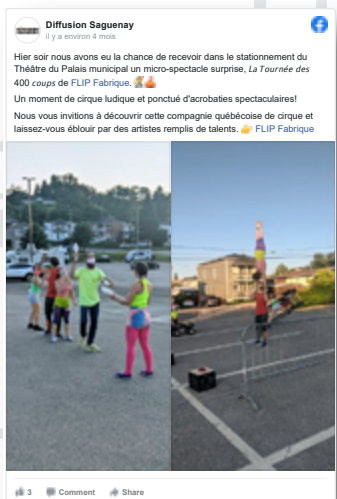 Diffusion Saguenay
il y a environ 4 mois
Hier soir nous avons eu la chance de recevoir dans le stationnement du
Théâtre du Palais municipal un micro-spectacle surprise, La Tournée des
400 coups de FLIP Fabrique.
Un moment de cirque ludique et ponctué d'acrobaties spectaculaires!
Nous vous invitions à découvrir cette compagnie québécoise de cirque et
laissez-vous éblouir par des artistes remplis de talents. 👉 FLIP Fabrique
3 Comment Share